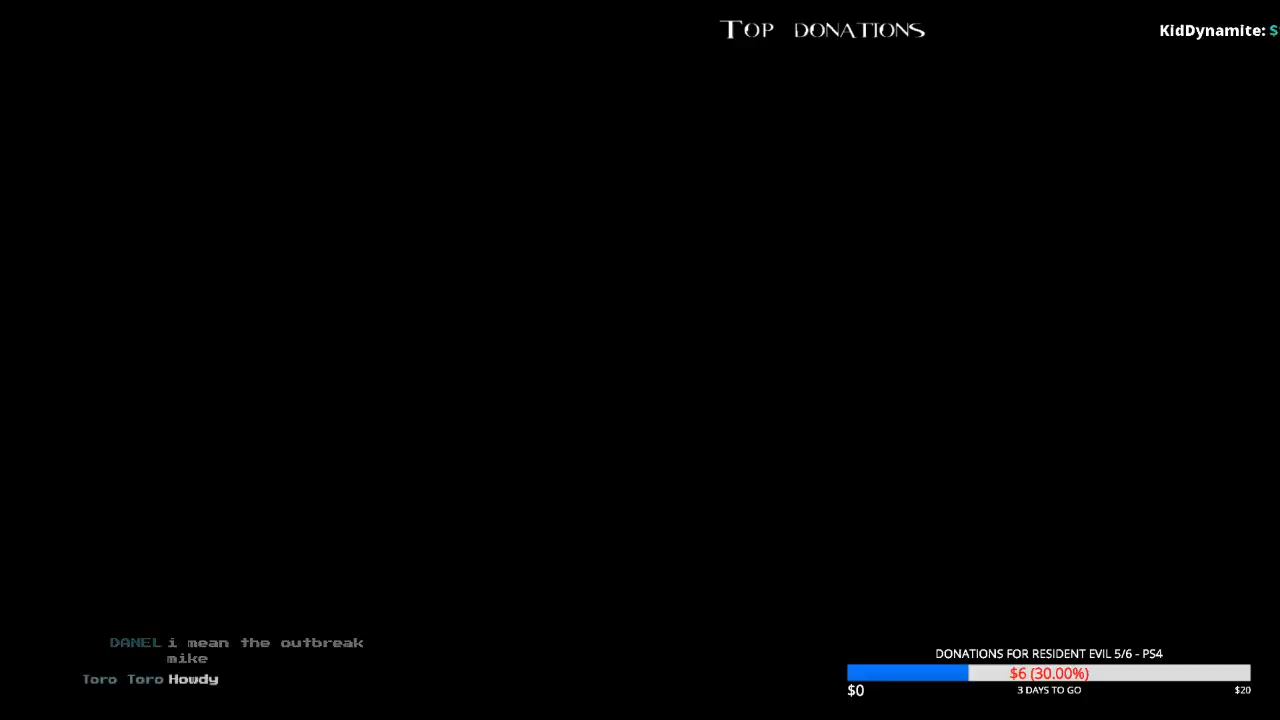 Top donations
KidDynamite: $
DANEL i mean the outbreak
mike
Toro Toro Howdy
DONATIONS FOR RESIDENT EVIL 5/6 - PS4
$6 (30.00%)
$0 3 DAYS TO GO $20